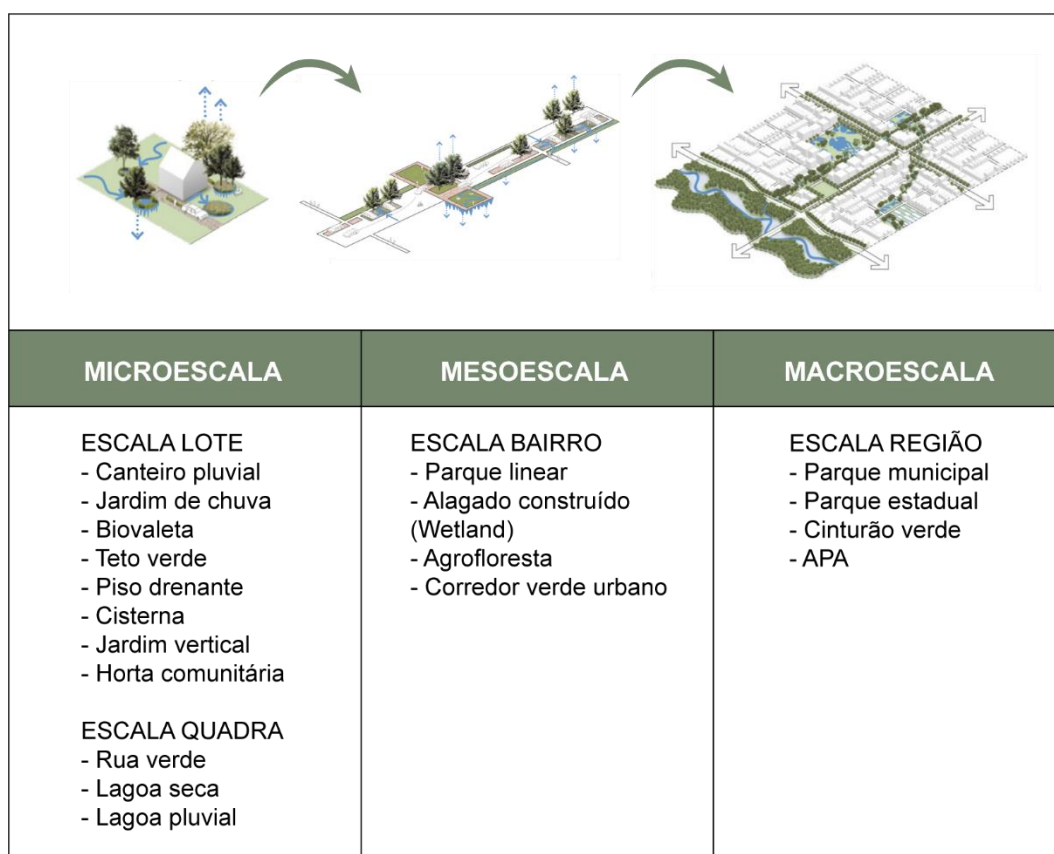 MICROESCALA
ESCALA LOTE
- Canteiro pluvial
- Jardim de chuva
- Biovaleta
- Teto verde
- Piso drenante
- Cisterna
- Jardim vertical
- Horta comunitária
ESCALA QUADRA
- Rua verde
- Lagoa seca
- Lagoa pluvial
MESOESCALA
ESCALA BAIRRO
- Parque linear
- Alagado construído
(Wetland)
- Agrofloresta
- Corredor verde urbano
MACROESCALA
ESCALA REGIÃO
- Parque municipal
- Parque estadual
- Cinturão verde
- APA